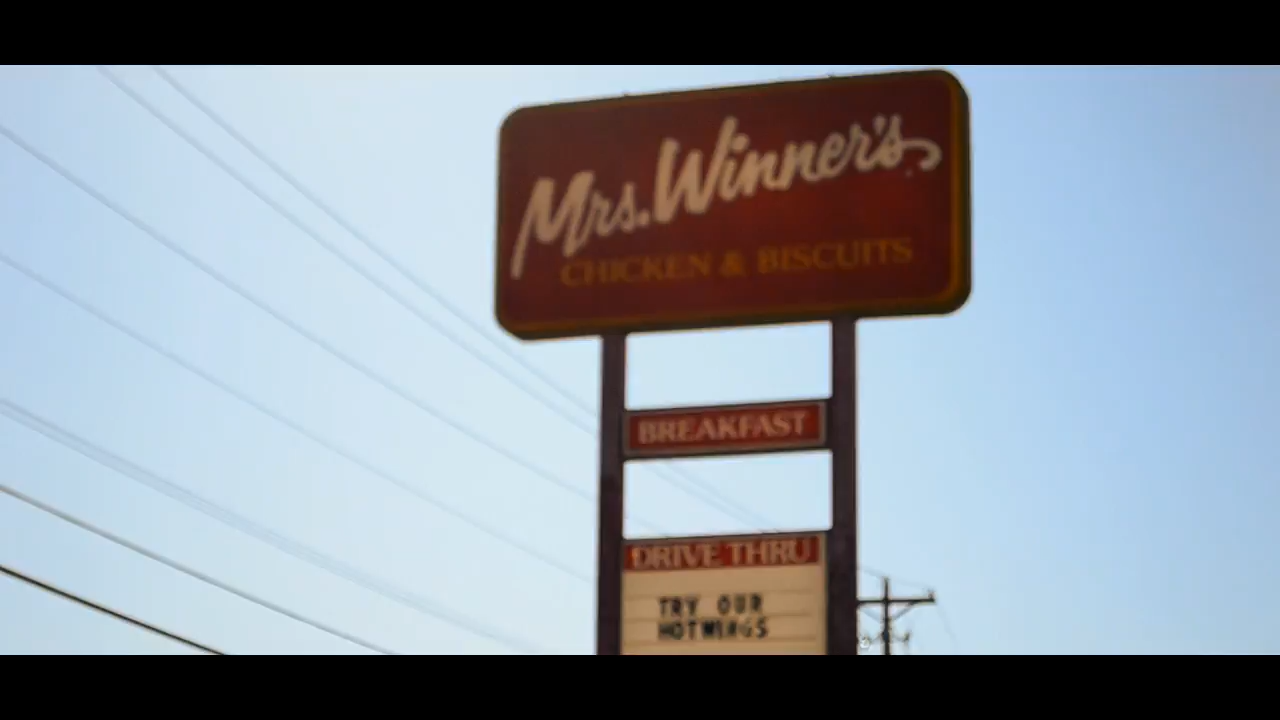 Mrs. Winner's
CHICKEN & BISCUITS
BREAKFAST
DRIVE THRU
TRY OUR
HOTWINGS